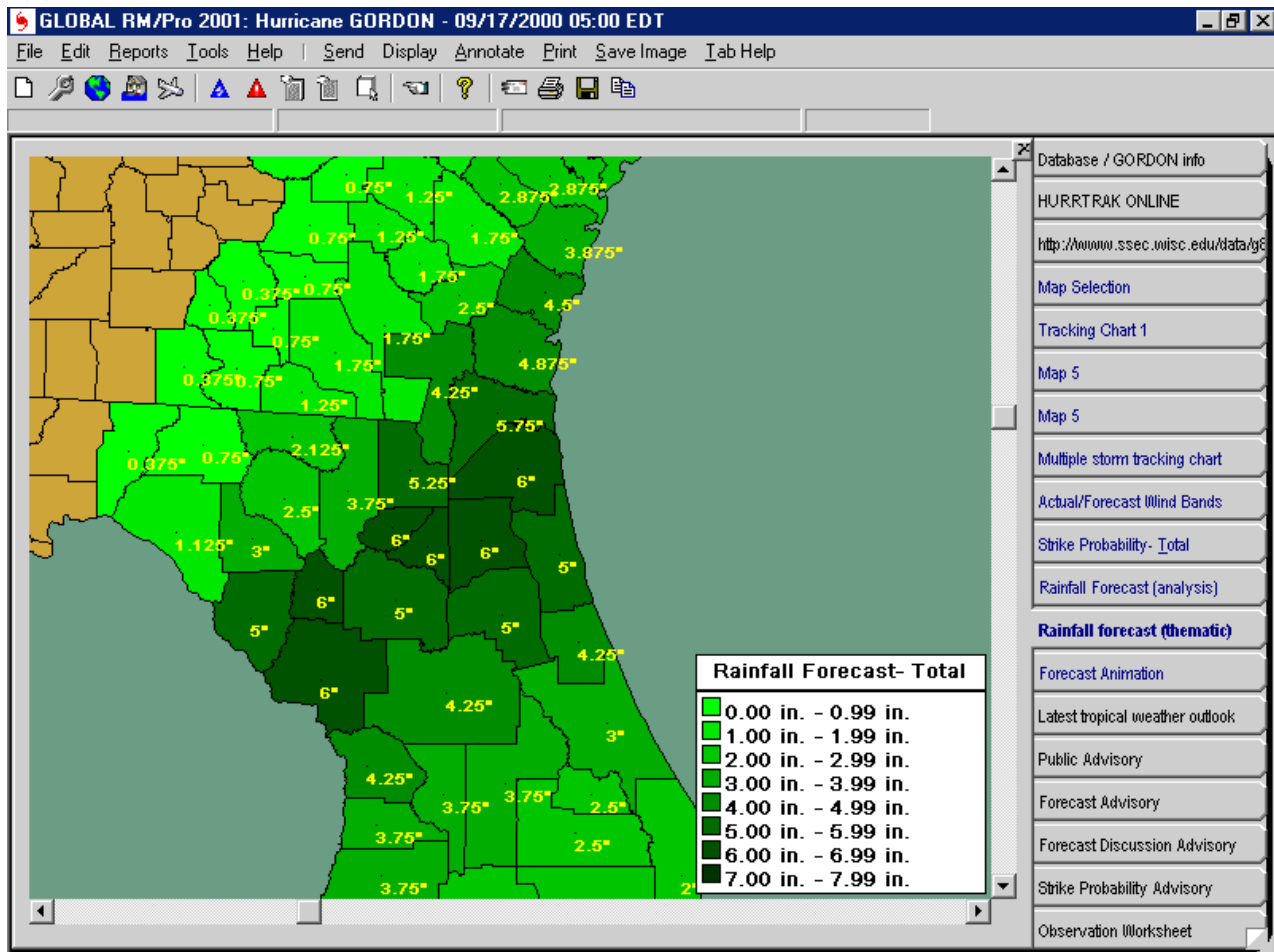 GLOBAL RM/Pro 2001: Hurricane GORDON - 09/17/2000 05:00 EDT
File Edit Reports Tools Help | Send Display Annotate Print Save Image Tab Help
0.75" 1.25" 2.875" 2.875"
0.75" 1.25" 1.75" 3.875"
0.375" 0.75" 1.75"
0.375" 2.5" 4.5"
0.75" 1.75"
0.375" 0.75" 1.75" 4.875"
1.25" 4.25"
5.75"
0.375" 0.75" 2.125"
5.25" 6"
2.5" 3.75"
1.125" 3" 6" 6" 6" 5"
6" 5" 5"
5" 4.25"
6" 4.25" 3"
4.25"
3.75" 3.75" 2.5"
3.75" 2.5"
3.75" 2"
Rainfall Forecast- Total
0.00 in. - 0.99 in.
1.00 in. - 1.99 in.
2.00 in. - 2.99 in.
3.00 in. - 3.99 in.
4.00 in. - 4.99 in.
5.00 in. - 5.99 in.
6.00 in. - 6.99 in.
7.00 in. - 7.99 in.
Database / GORDON info
HURRTRAK ONLINE
http://www.ssec.wisc.edu/data/g8
Map Selection
Tracking Chart 1
Map 5
Map 5
Multiple storm tracking chart
Actual/Forecast Wind Bands
Strike Probability- Total
Rainfall Forecast (analysis)
Rainfall forecast (thematic)
Forecast Animation
Latest tropical weather outlook
Public Advisory
Forecast Advisory
Forecast Discussion Advisory
Strike Probability Advisory
Observation Worksheet